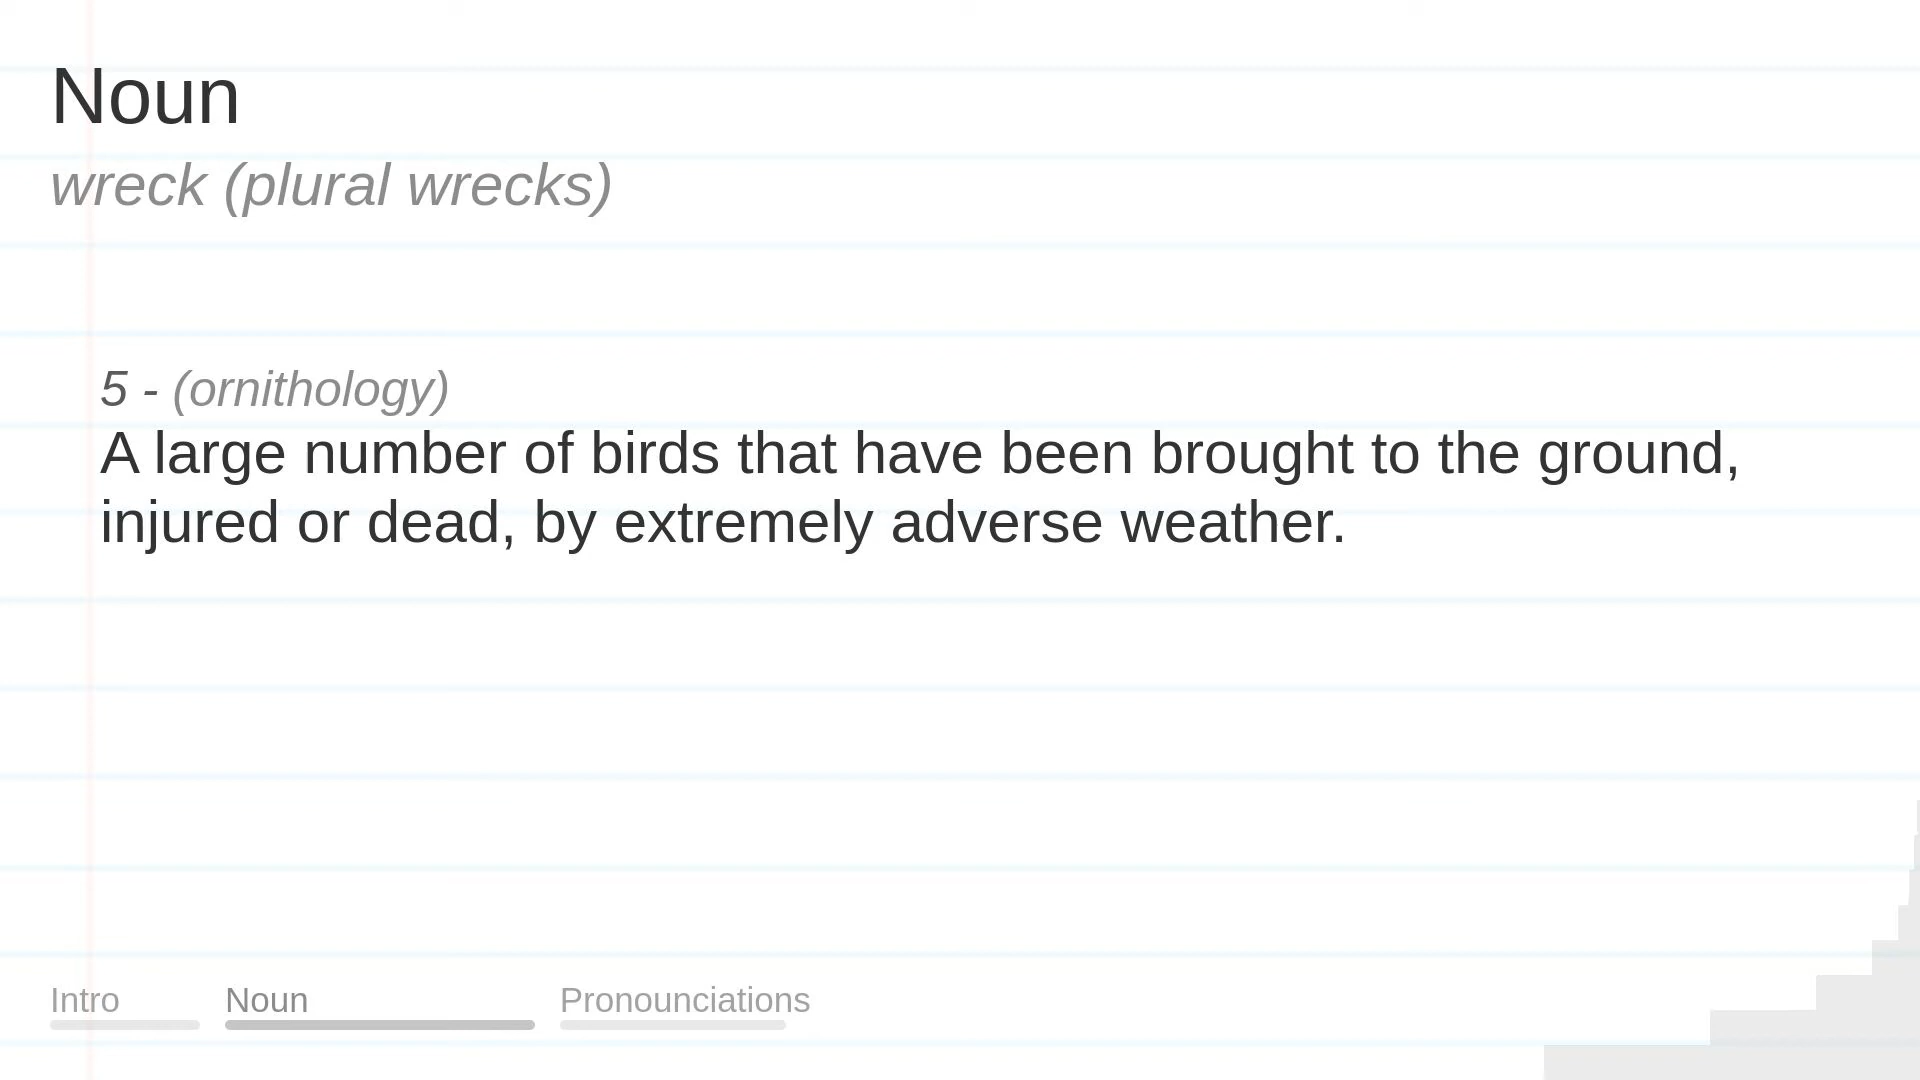 Noun
wreck (plural wrecks)
5 - (ornithology)
A large number of birds that have been brought to the ground,
injured or dead, by extremely adverse weather.
Intro
Noun
Pronounciations